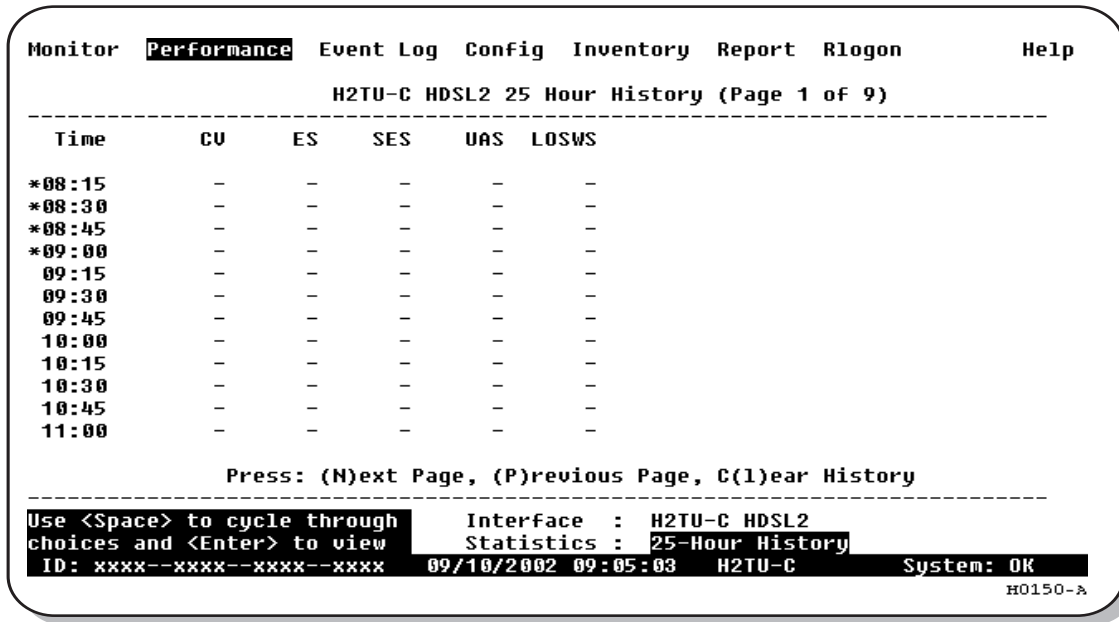 Monitor Performance Event Log Config Inventory Report Rlogon Help
H2TU-C HDSL2 25 Hour History (Page 1 of 9)
Time CV ES SES UAS LOSWS
*08:15 - - - - -
*08:30 - - - - -
*08:45 - - - - -
*09:00 - - - - -
09:15 - - - - -
09:30 - - - - -
09:45 - - - - -
10:00 - - - - -
10:15 - - - - -
10:30 - - - - -
10:45 - - - - -
11:00 - - - - -
Press: (N)ext Page, (P)revious Page, C(l)ear History
Use <Space> to cycle through Interface : H2TU-C HDSL2
choices and <Enter> to view Statistics : 25-Hour History
ID: xxxx--xxxx--xxxx--xxxx 09/10/2002 09:05:03 H2TU-C System: OK
H0150-A